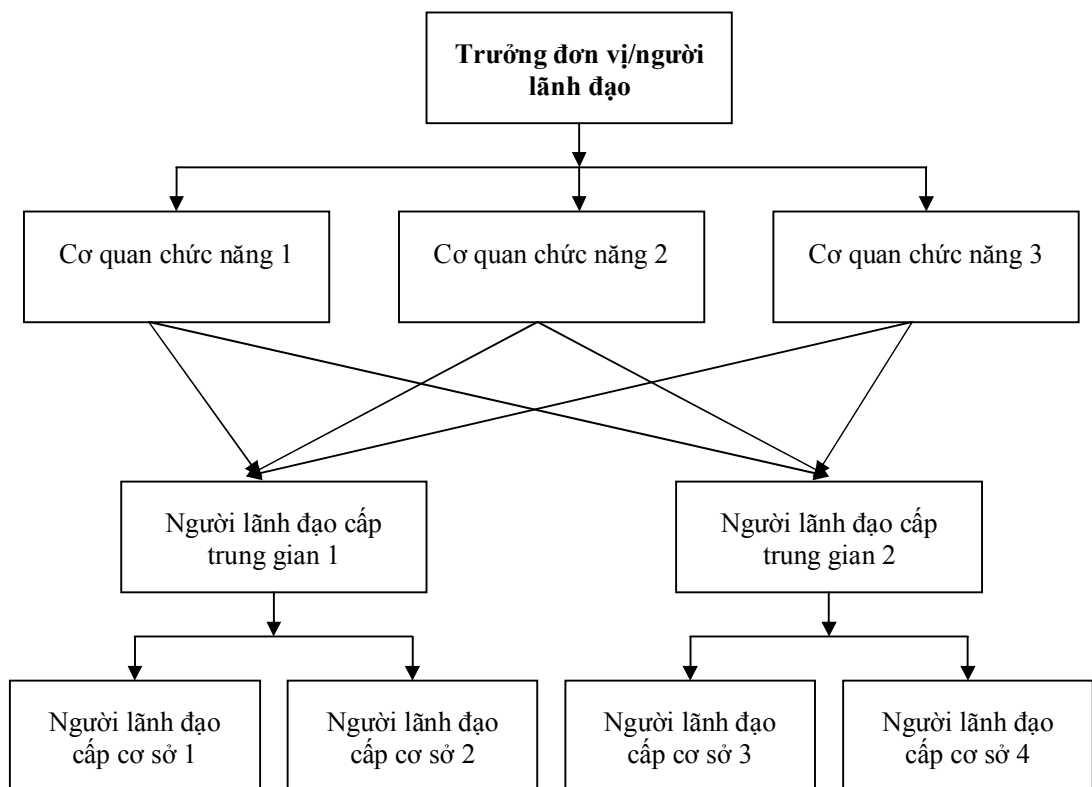 Trưởng đơn vị/người
lãnh đạo
Cơ quan chức năng 1
Cơ quan chức năng 2
Cơ quan chức năng 3
Người lãnh đạo cấp
trung gian 1
Người lãnh đạo cấp
trung gian 2
Người lãnh đạo
cấp cơ sở 1
Người lãnh đạo
cấp cơ sở 2
Người lãnh đạo
cấp cơ sở 3
Người lãnh đạo
cấp cơ sở 4